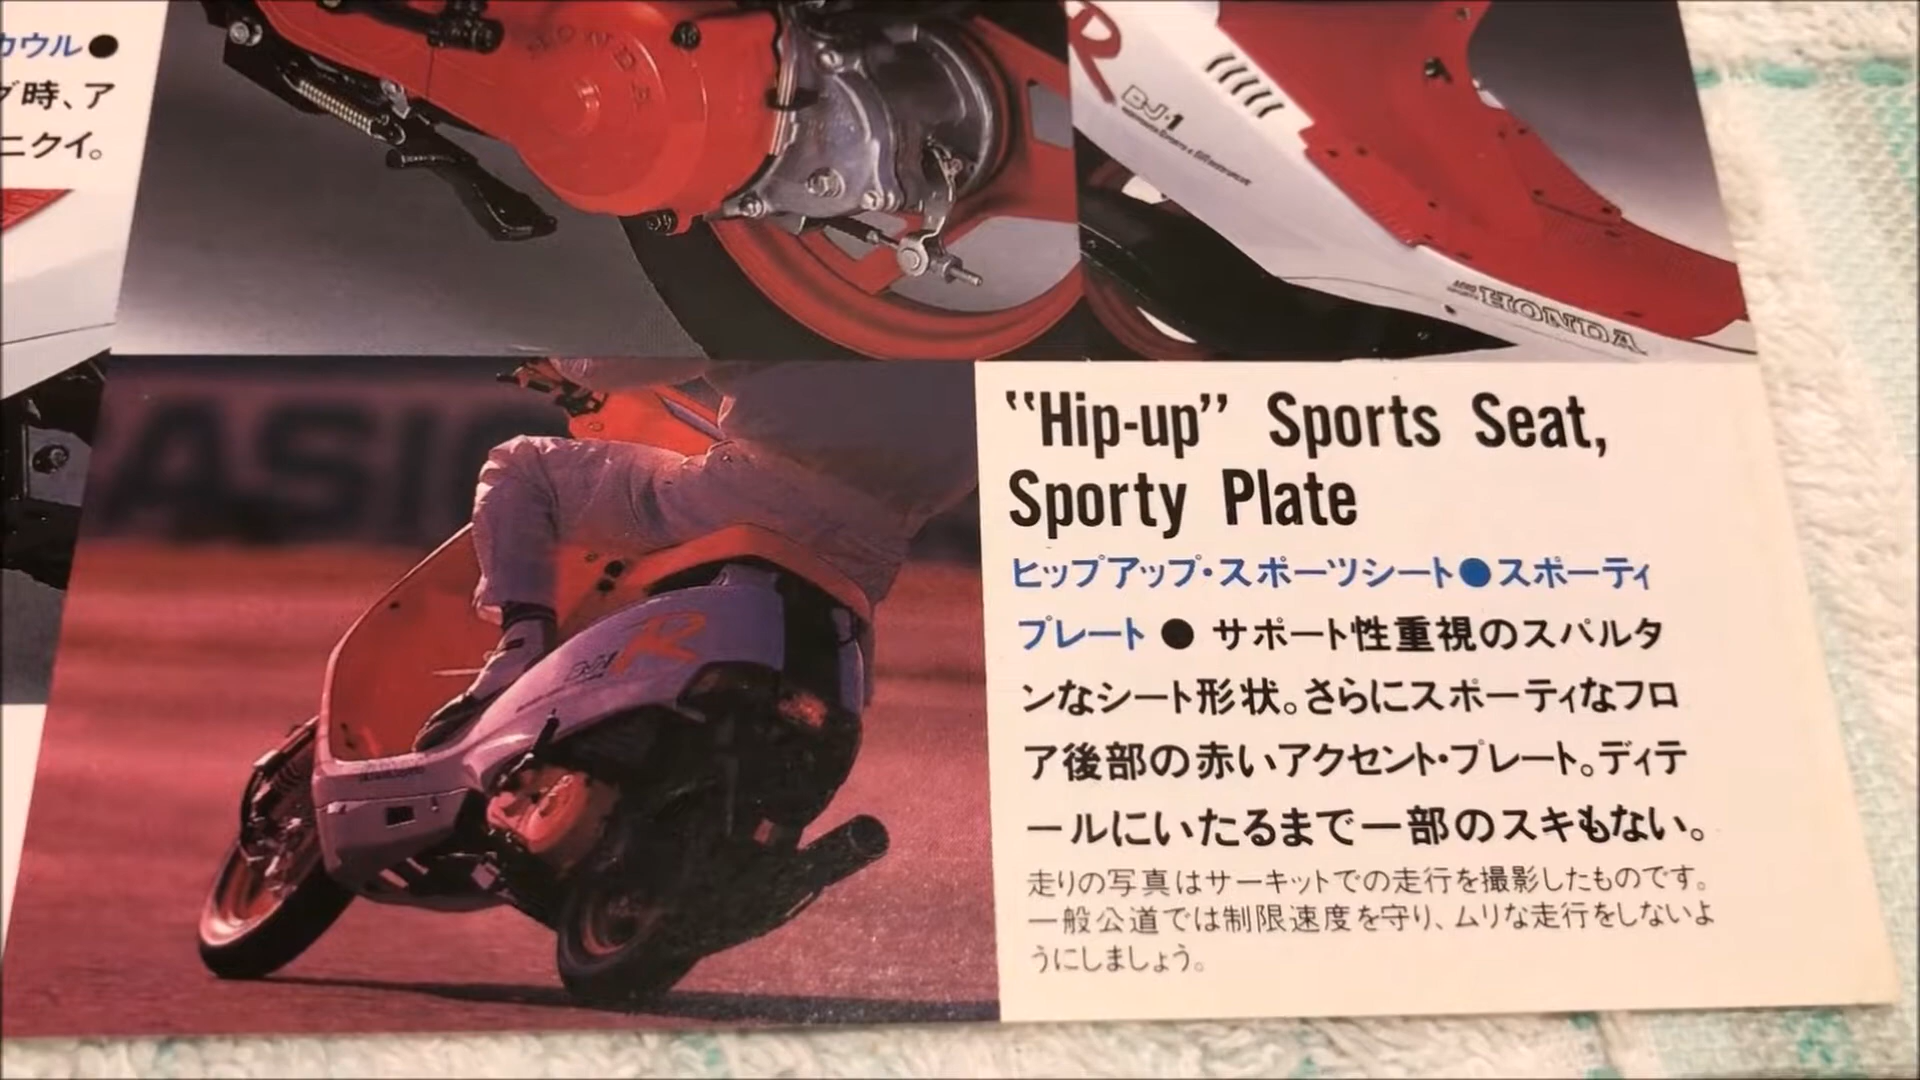 カウル●
グ時、ア
ニクイ。
HONDA
R
BJ-1
HONDA
ASIC
R
BJ-1
“Hip-up” Sports Seat,
Sporty Plate
ヒップアップ・スポーツシート●スポーティ
プレート ● サポート性重視のスパルタ
ンなシート形状。さらにスポーティなフロ
ア後部の赤いアクセント・プレート。ディテ
ールにいたるまで一部のスキもない。
走りの写真はサーキットでの走行を撮影したものです。
一般公道では制限速度を守り、ムリな走行をしないよ
うにしましょう。